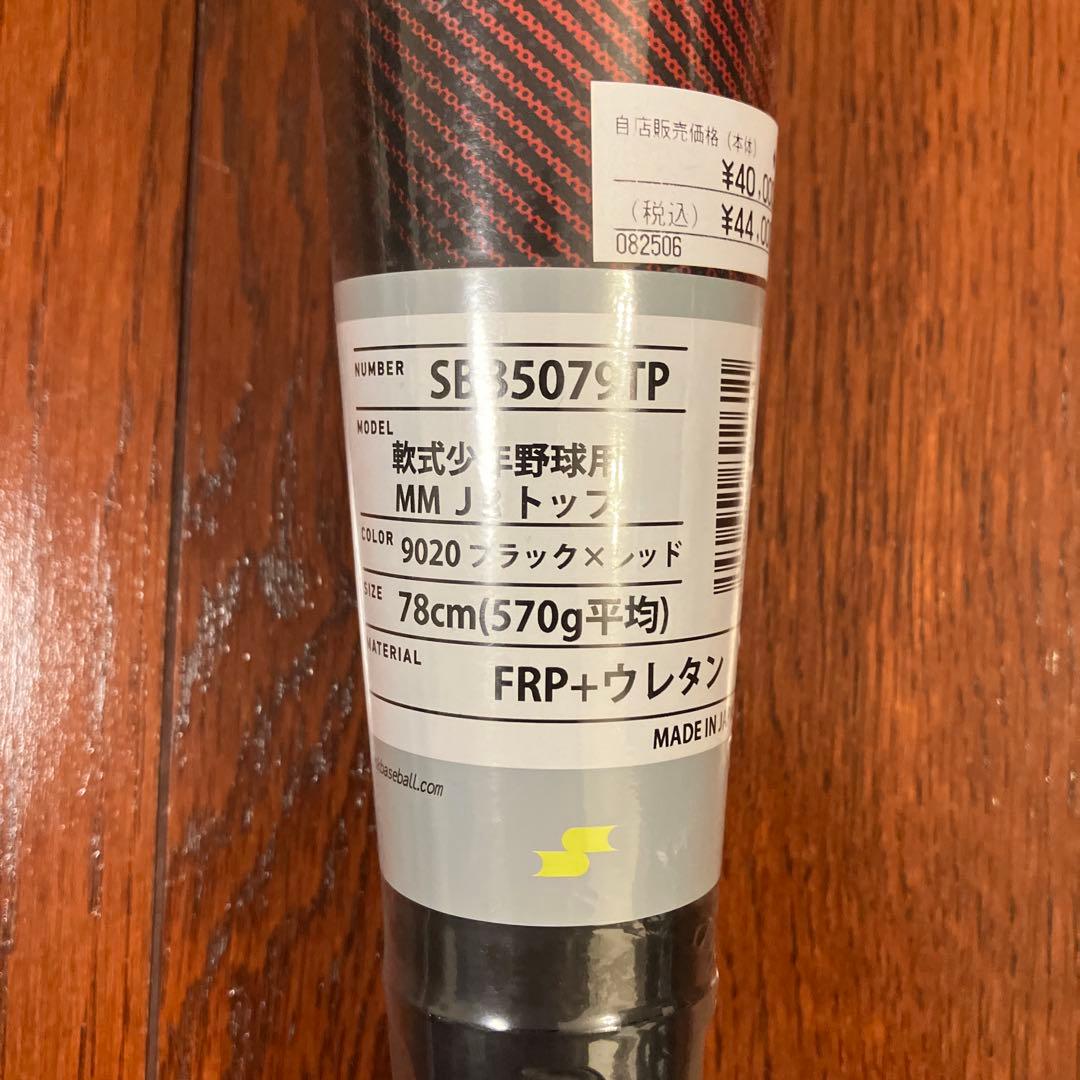 自店販売価格(本体)
¥40,00
(税込) ¥44,00
082506
NUMBER SBB5079TP
MODEL
軟式少年野球用
MM J トップ
COLOR 9020 ブラック×レッド
SIZE 78cm(570g平均)
MATERIAL
FRP+ウレタン
MADE IN JA
kbaseball.com